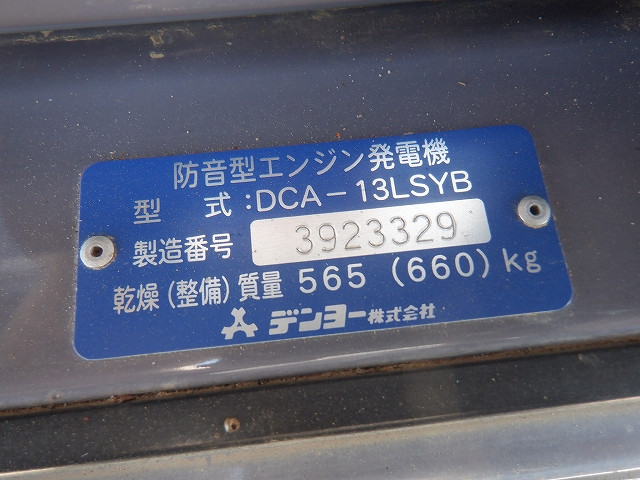 防音型エンジン発電機
型 式:DCA-13LSYB
製造番号 3923329
乾燥(整備)質量 565 (660) kg
デンヨー株式会社